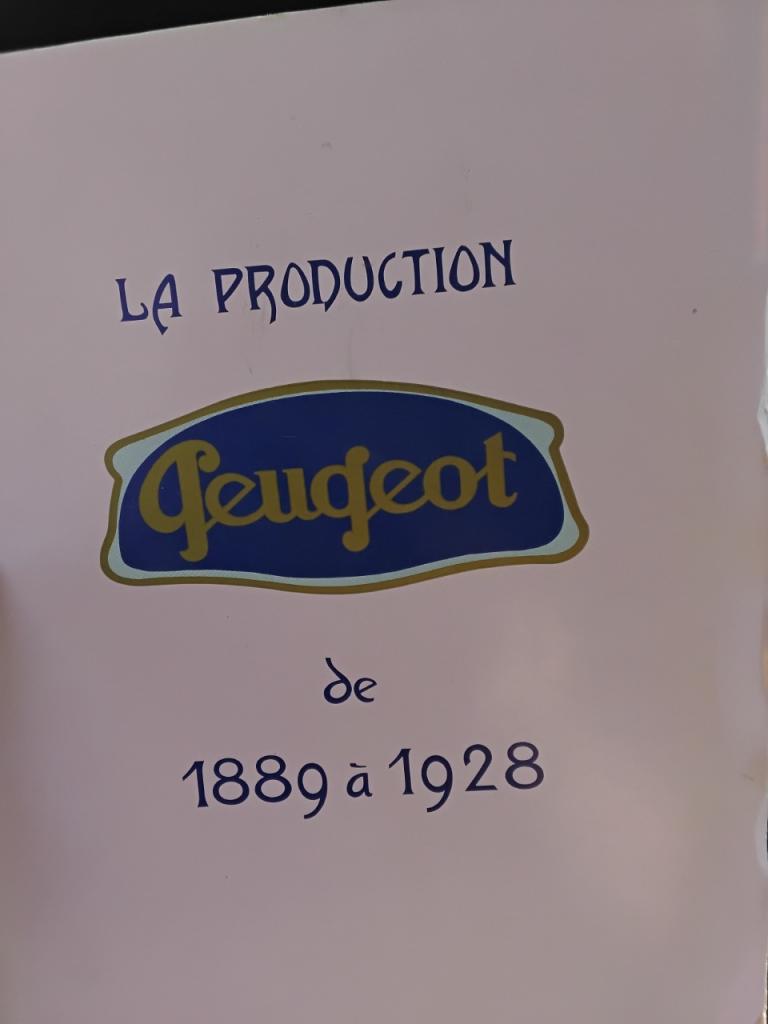 LA PRODUCTION
Peugeot
de
1889 à 1928